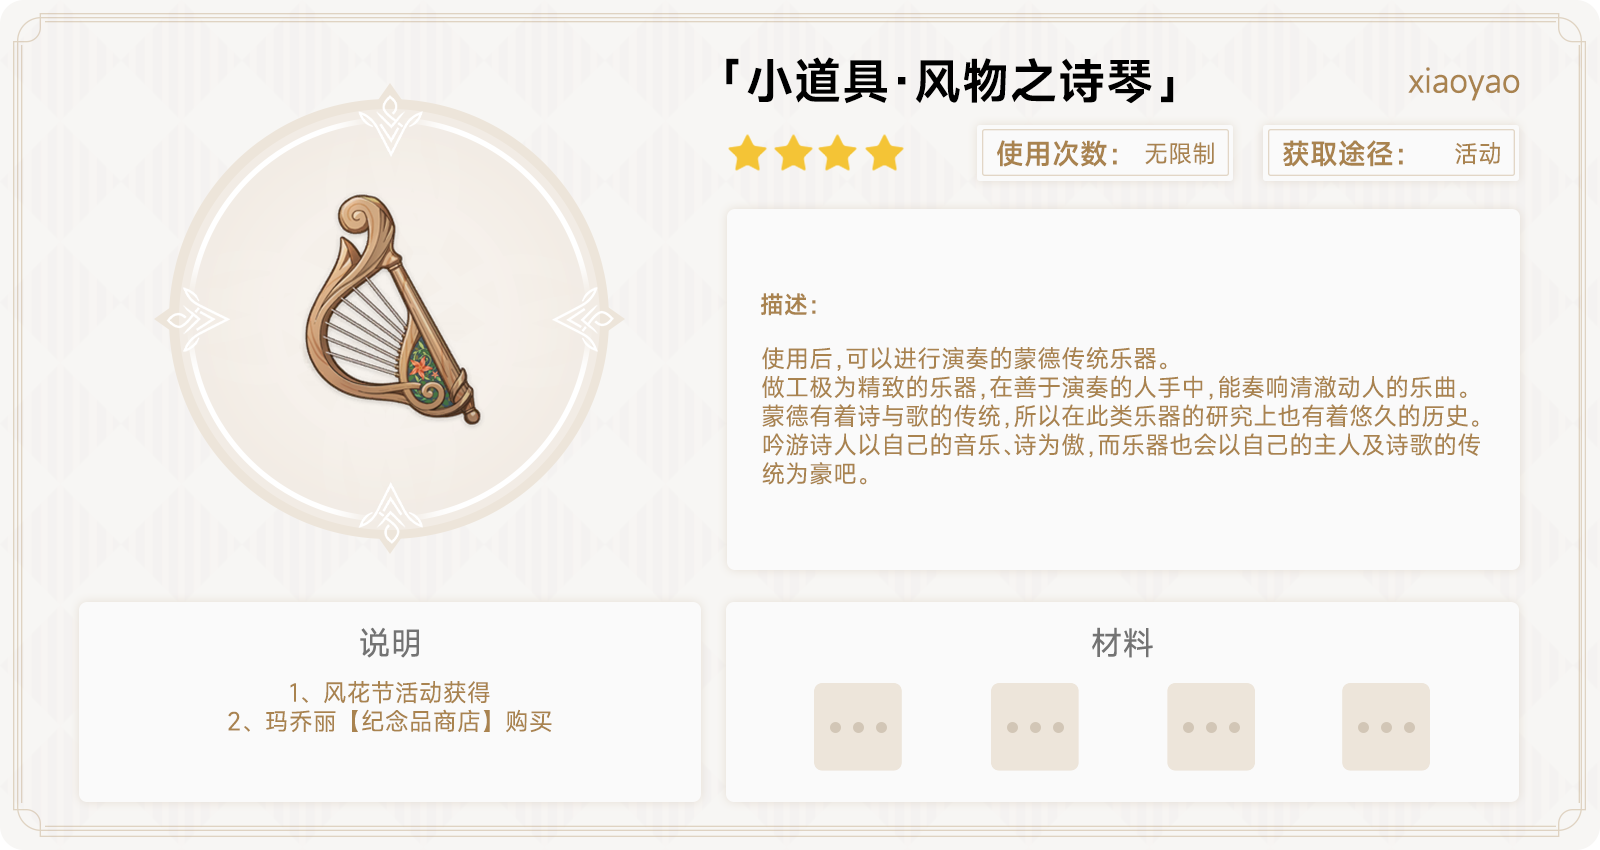 「小道具·风物之诗琴」
xiaoyao
使用次数： 无限制
获取途径： 活动
描述：
使用后，可以进行演奏的蒙德传统乐器。
做工极为精致的乐器，在善于演奏的人手中，能奏响清澈动人的乐曲。
蒙德有着诗与歌的传统，所以在此类乐器的研究上也有着悠久的历史。
吟游诗人以自己的音乐、诗为傲，而乐器也会以自己的主人及诗歌的传
统为豪吧。
说明
1、风花节活动获得
2、玛乔丽【纪念品商店】购买
材料